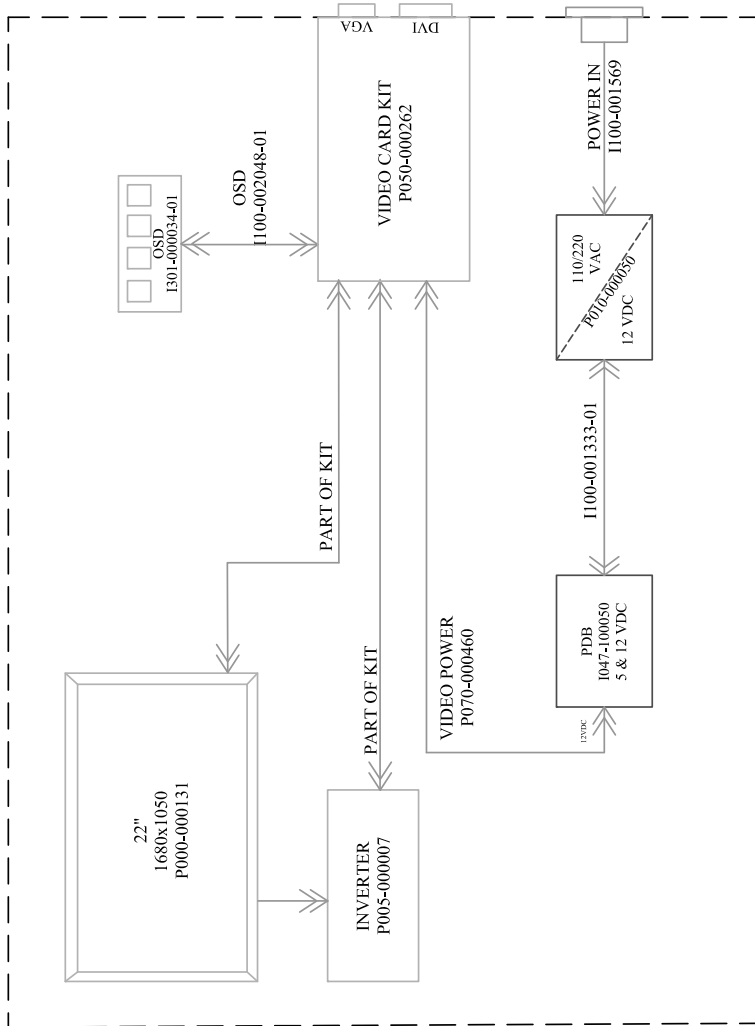 22"
1680x1050
P000-000131
INVERTER
P005-000007
PART OF KIT
PART OF KIT
VIDEO POWER
P070-000460
12VDC
PDB
I047-100050
5 & 12 VDC
I100-001333-01
110/220
VAC
P010-000050
12 VDC
POWER IN
I100-001569
OSD
I301-000034-01
OSD
I100-002048-01
VIDEO CARD KIT
P050-000262
VGA
DVI